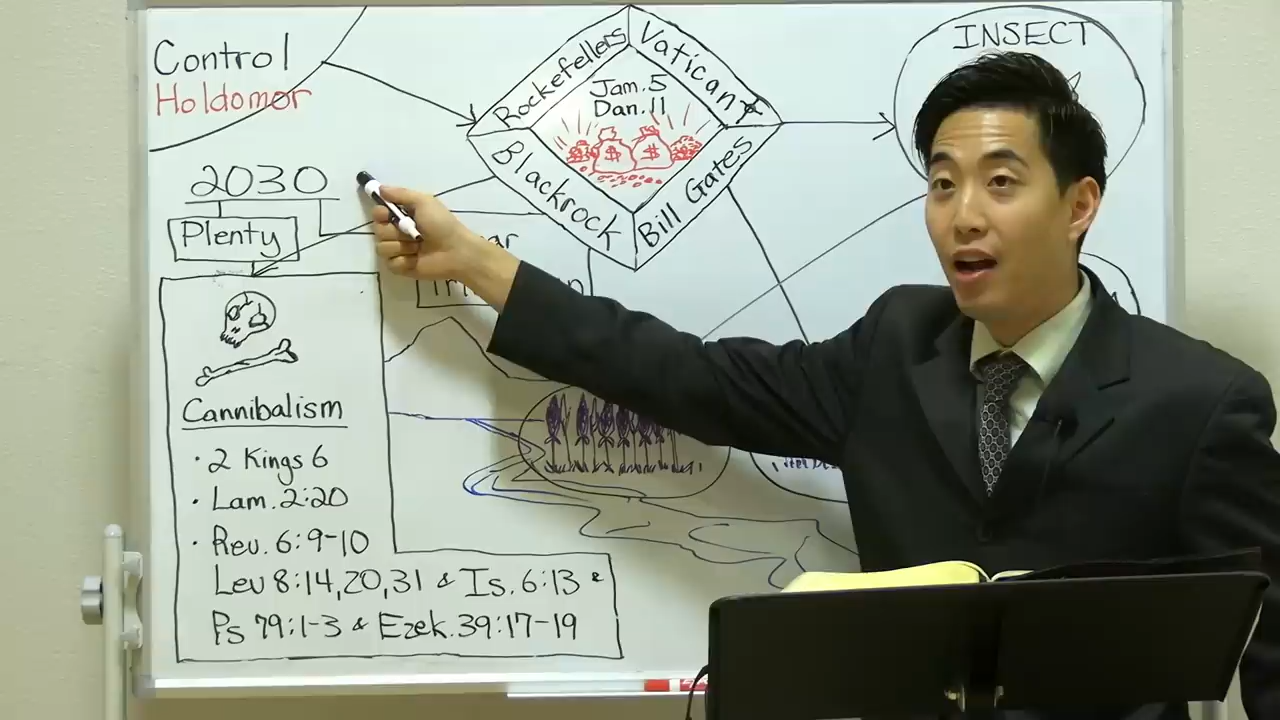 Control
Holdomor
2030
Plenty
Rockefellers
Vatican
Jam. 5
Dan. 11
$ $
Blackrock
Bill Gates
INSECT
Cannibalism
· 2 Kings 6
· Lam. 2:20
· Rev. 6:9-10
Lev 8:14,20,31 & Is. 6:13 &
Ps 79:1-3 & Ezek. 39:17-19